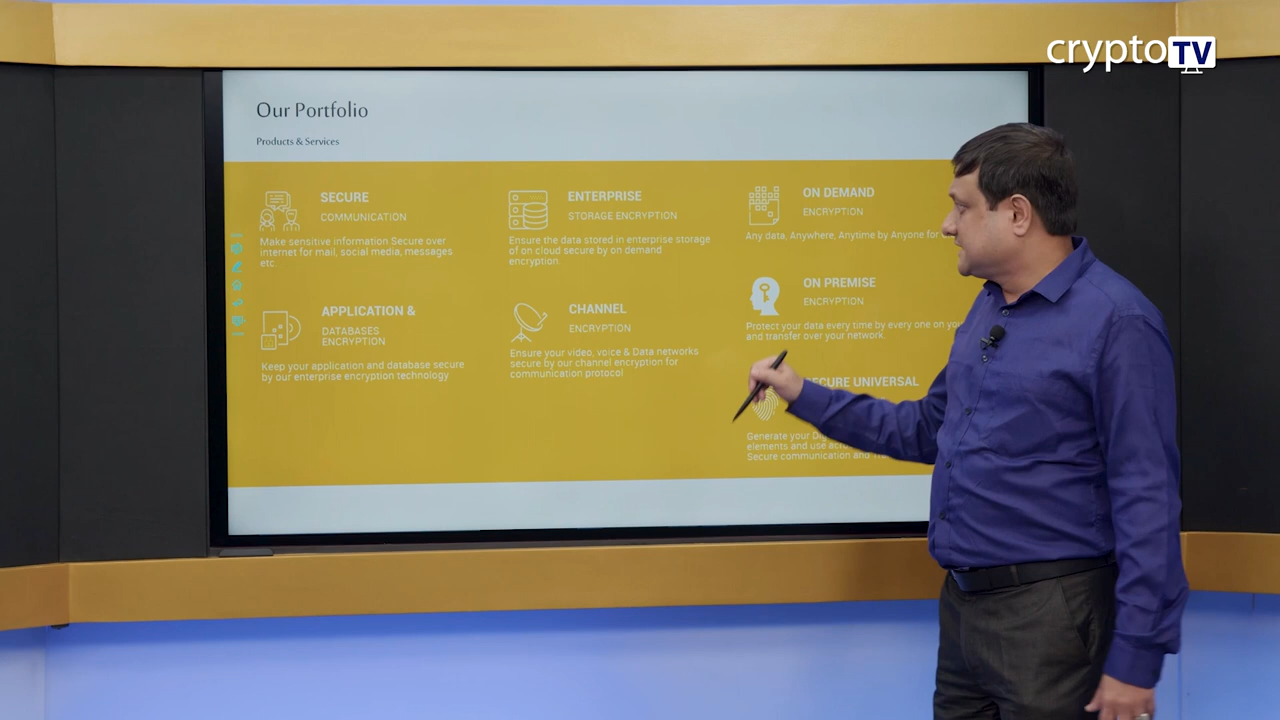 cryptoTV
Our Portfolio
Products & Services
SECURE
COMMUNICATION
Make sensitive information Secure over
internet for mail, social media, messages
etc.
ENTERPRISE
STORAGE ENCRYPTION
Ensure the data stored in enterprise storage
of on cloud secure by on demand
encryption
ON DEMAND
ENCRYPTION
Any data, Anywhere, Anytime by Anyone for
APPLICATION &
DATABASES
ENCRYPTION
Keep your application and database secure
by our enterprise encryption technology
CHANNEL
ENCRYPTION
Ensure your video, voice & Data networks
secure by our channel encryption for
communication protocol
ON PREMISE
ENCRYPTION
Protect your data every time by every one on
and transfer over your network.
UNIVERSAL
Generate your
elements and use
Secure communication and